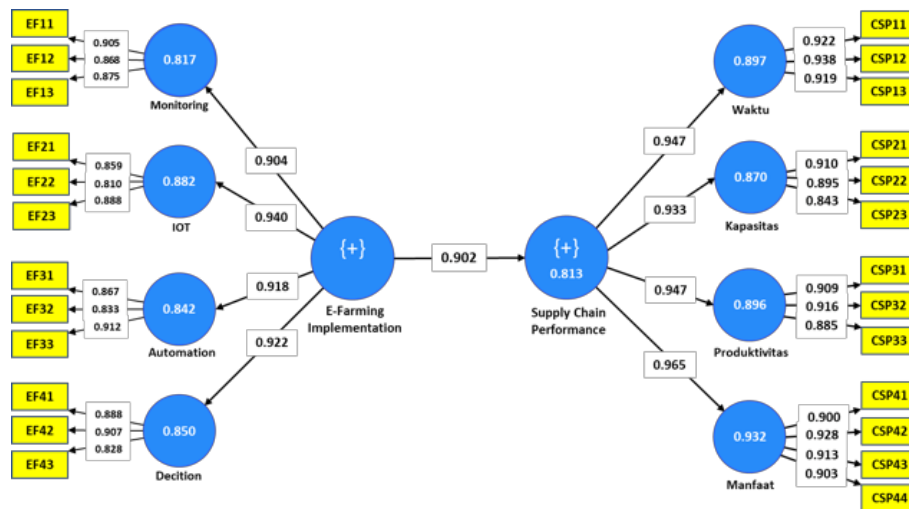 EF11
EF12
EF13
0.905
0.868
0.875
0.817
Monitoring
EF21
EF22
EF23
0.859
0.810
0.888
0.882
IOT
EF31
EF32
EF33
0.867
0.833
0.912
0.842
Automation
EF41
EF42
EF43
0.888
0.907
0.828
0.850
Decition
0.904
0.940
0.918
0.922
{+}
E-Farming
Implementation
0.902
{+}
0.813
Supply Chain
Performance
0.947
0.933
0.947
0.965
0.897
Waktu
0.922
0.938
0.919
CSP11
CSP12
CSP13
0.870
Kapasitas
0.910
0.895
0.843
CSP21
CSP22
CSP23
0.896
Produktivitas
0.909
0.916
0.885
CSP31
CSP32
CSP33
0.932
Manfaat
0.900
0.928
0.913
0.903
CSP41
CSP42
CSP43
CSP44